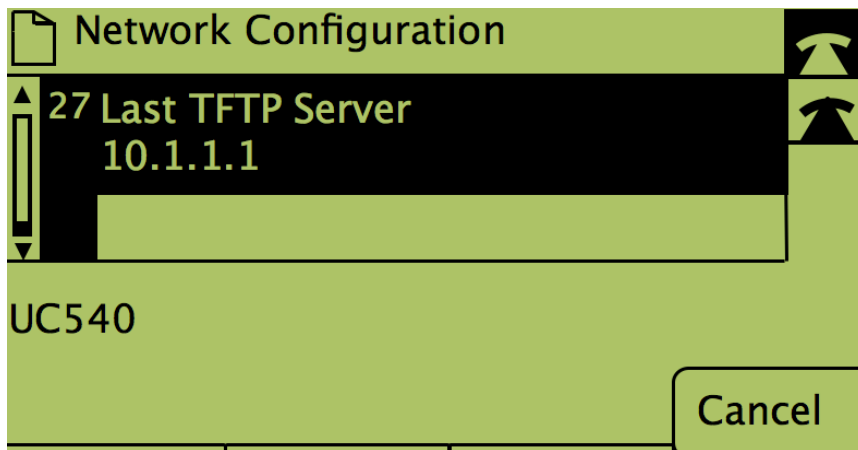 Network Configuration
27 Last TFTP Server
10.1.1.1
UC540
Cancel